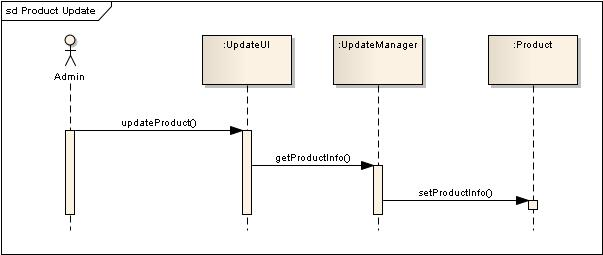 sd Product Update
:UpdateUI
:UpdateManager
:Product
Admin
updateProduct()
getProductInfo()
setProductInfo()